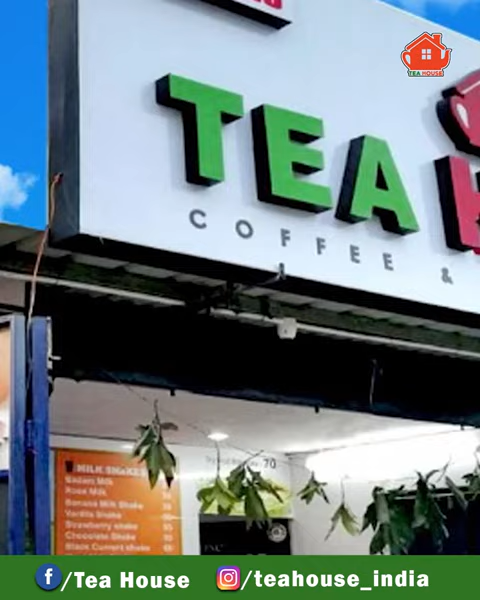 TEA HOUSE
TEA
COFFEE &
70
MILK SHAKES
Badam Milk
Rose Milk
Banana Milk Shake
Vanilla Shake
Strawberry shake
Chocolate Shake
Black Current shake
/Tea House
/teahouse_india